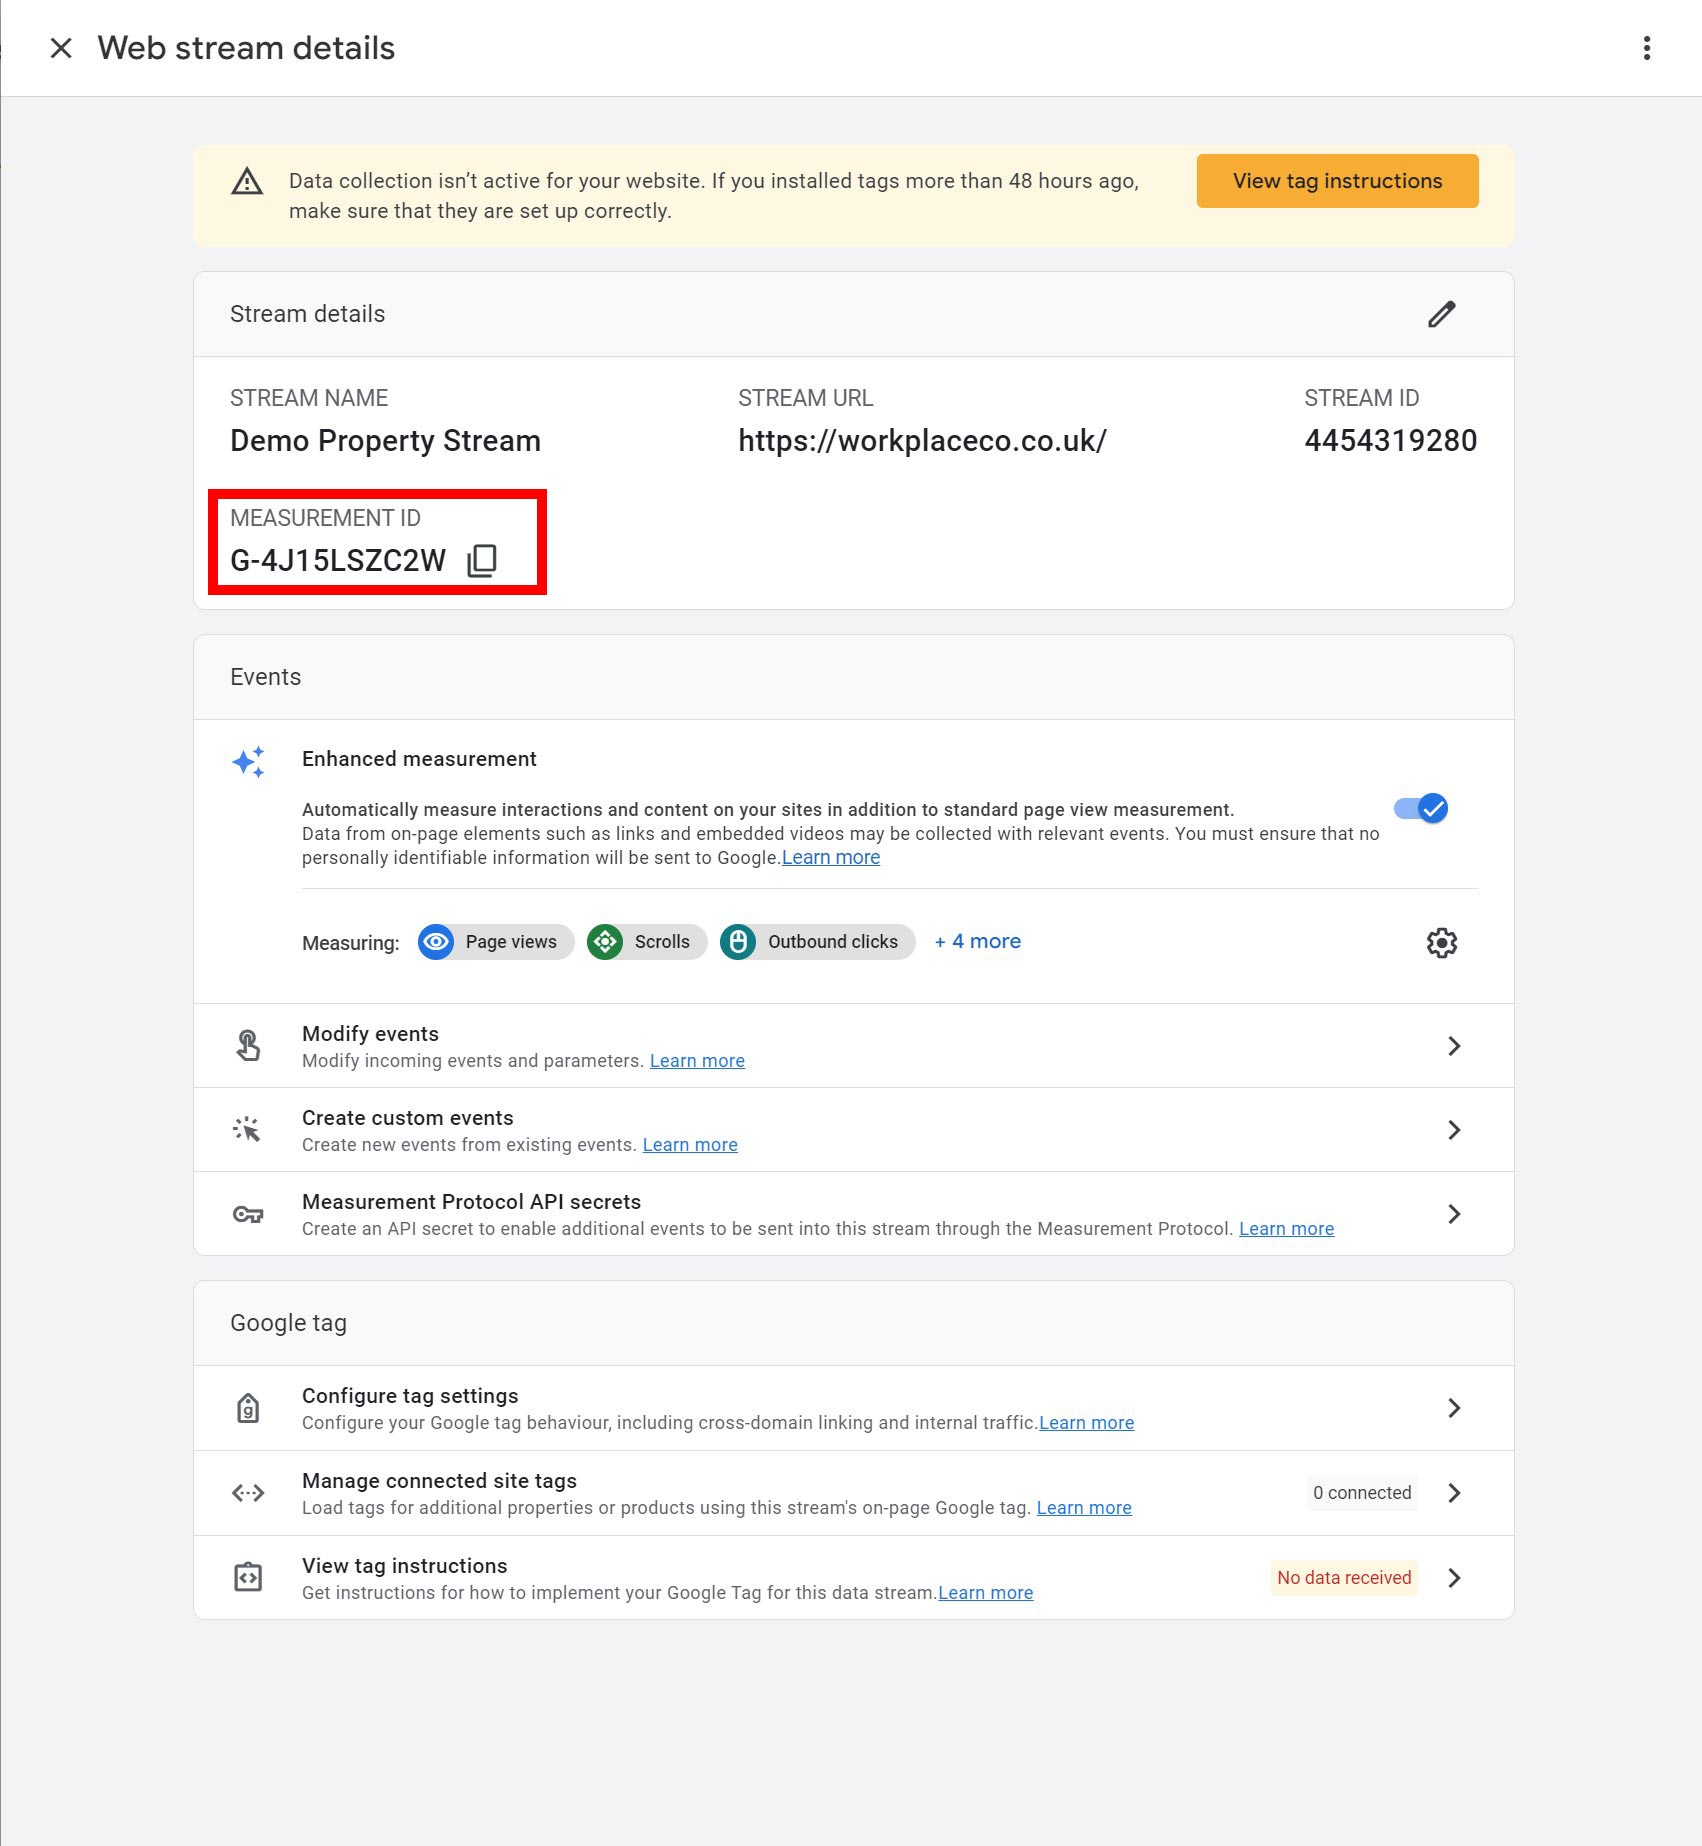 Web stream details
Data collection isn’t active for your website. If you installed tags more than 48 hours ago,
make sure that they are set up correctly.
View tag instructions
Stream details
STREAM NAME
Demo Property Stream
STREAM URL
https://workplaceco.co.uk/
STREAM ID
4454319280
MEASUREMENT ID
G-4J15LSZC2W
Events
Enhanced measurement
Automatically measure interactions and content on your sites in addition to standard page view measurement.
Data from on-page elements such as links and embedded videos may be collected with relevant events. You must ensure that no
personally identifiable information will be sent to Google.Learn more
Measuring: Page views Scrolls Outbound clicks + 4 more
Modify events
Modify incoming events and parameters. Learn more
Create custom events
Create new events from existing events. Learn more
Measurement Protocol API secrets
Create an API secret to enable additional events to be sent into this stream through the Measurement Protocol. Learn more
Google tag
Configure tag settings
Configure your Google tag behaviour, including cross-domain linking and internal traffic.Learn more
Manage connected site tags
Load tags for additional properties or products using this stream's on-page Google tag. Learn more
0 connected
View tag instructions
Get instructions for how to implement your Google Tag for this data stream.Learn more
No data received